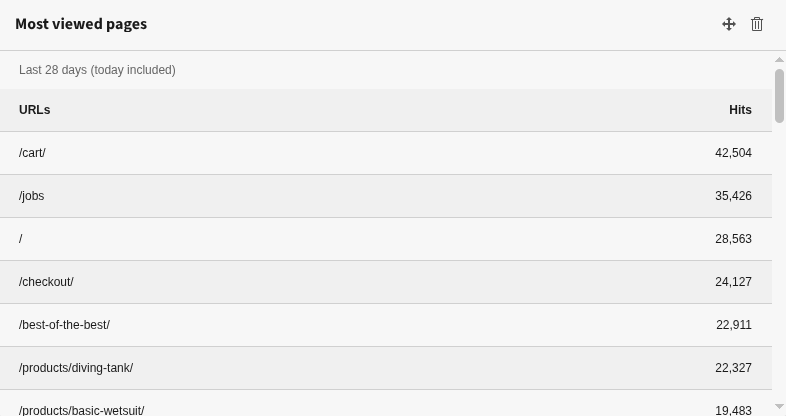 Most viewed pages
Last 28 days (today included)
URLs Hits
/cart/ 42,504
/jobs 35,426
/ 28,563
/checkout/ 24,127
/best-of-the-best/ 22,911
/products/diving-tank/ 22,327
/products/basic-wetsuit/ 19,483